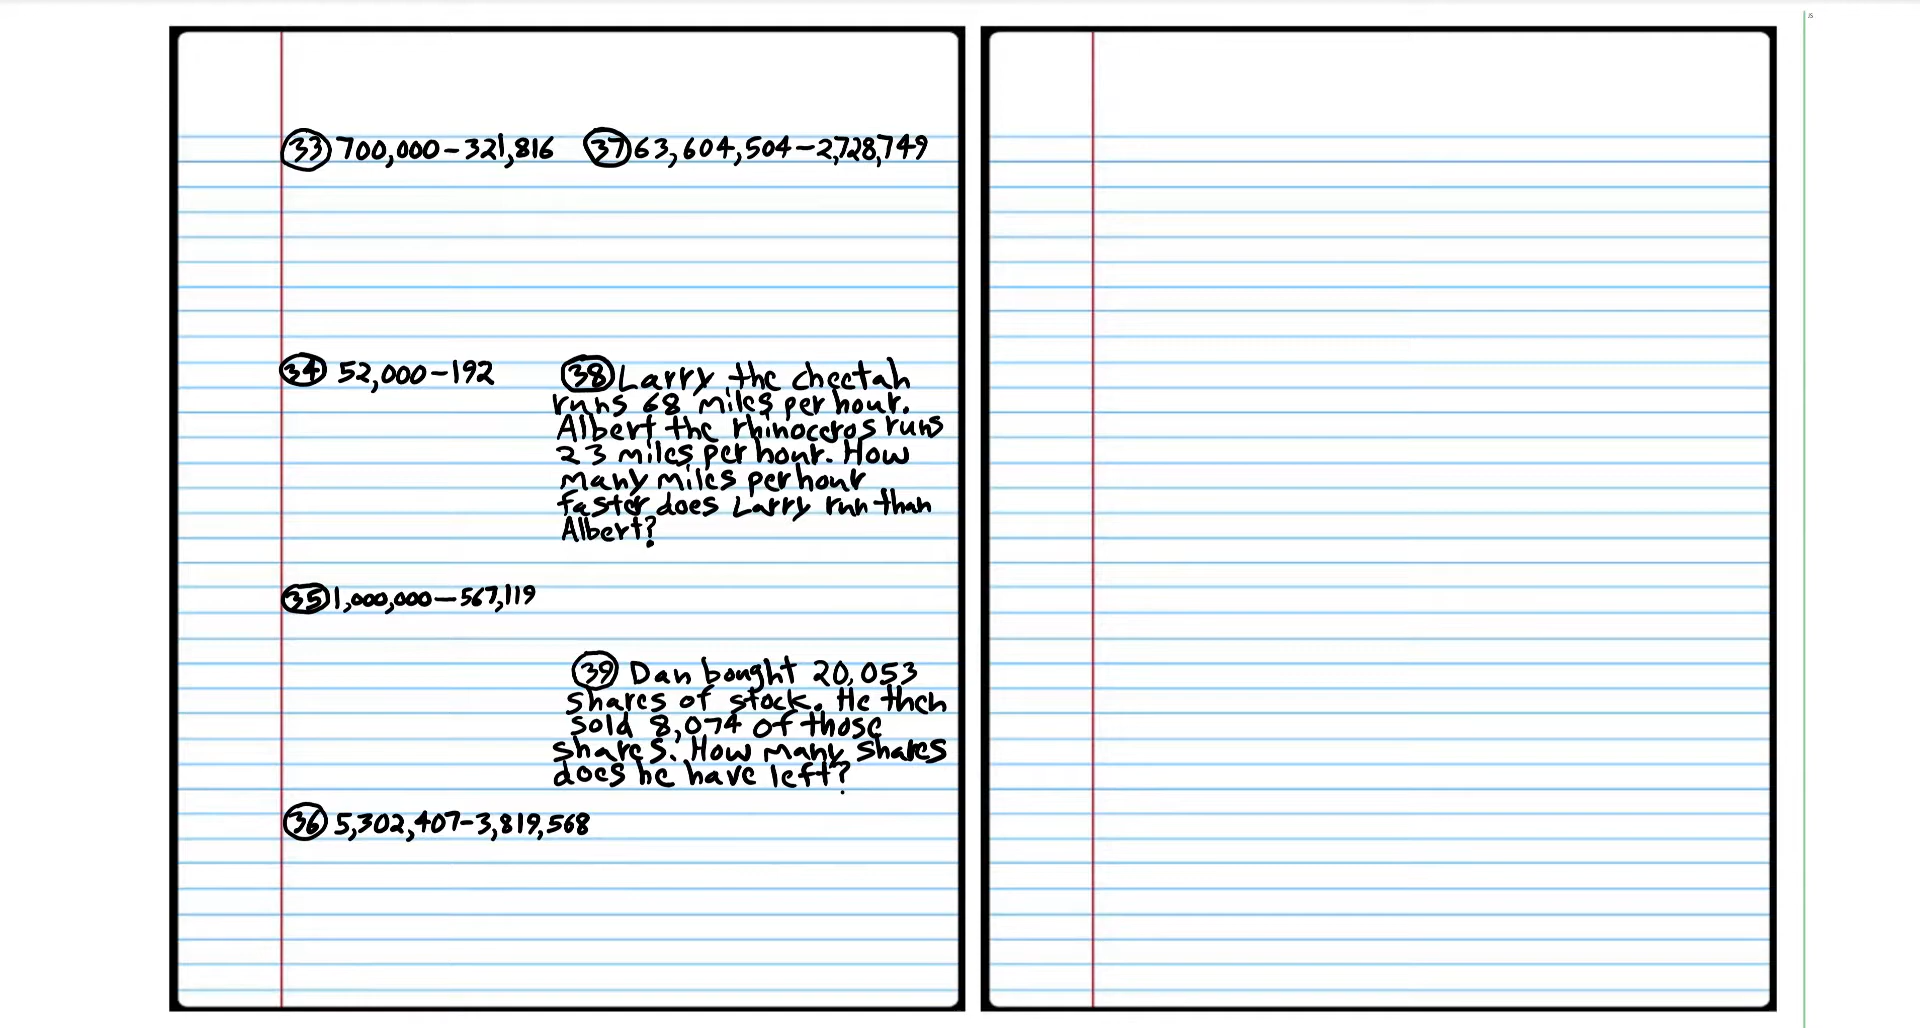 33 700,000-321,816
34 52,000-192
35 1,000,000-567,119
36 5,302,407-3,819,568
37 63,604,504-2,728,749
38 Larry the cheetah
runs 68 miles per hour.
Albert the rhinoceros runs
23 miles per hour. How
many miles per hour
faster does Larry run than
Albert?
39 Dan bought 20,053
shares of stock. He then
sold 8,074 of those
shares. How many shares
does he have left?